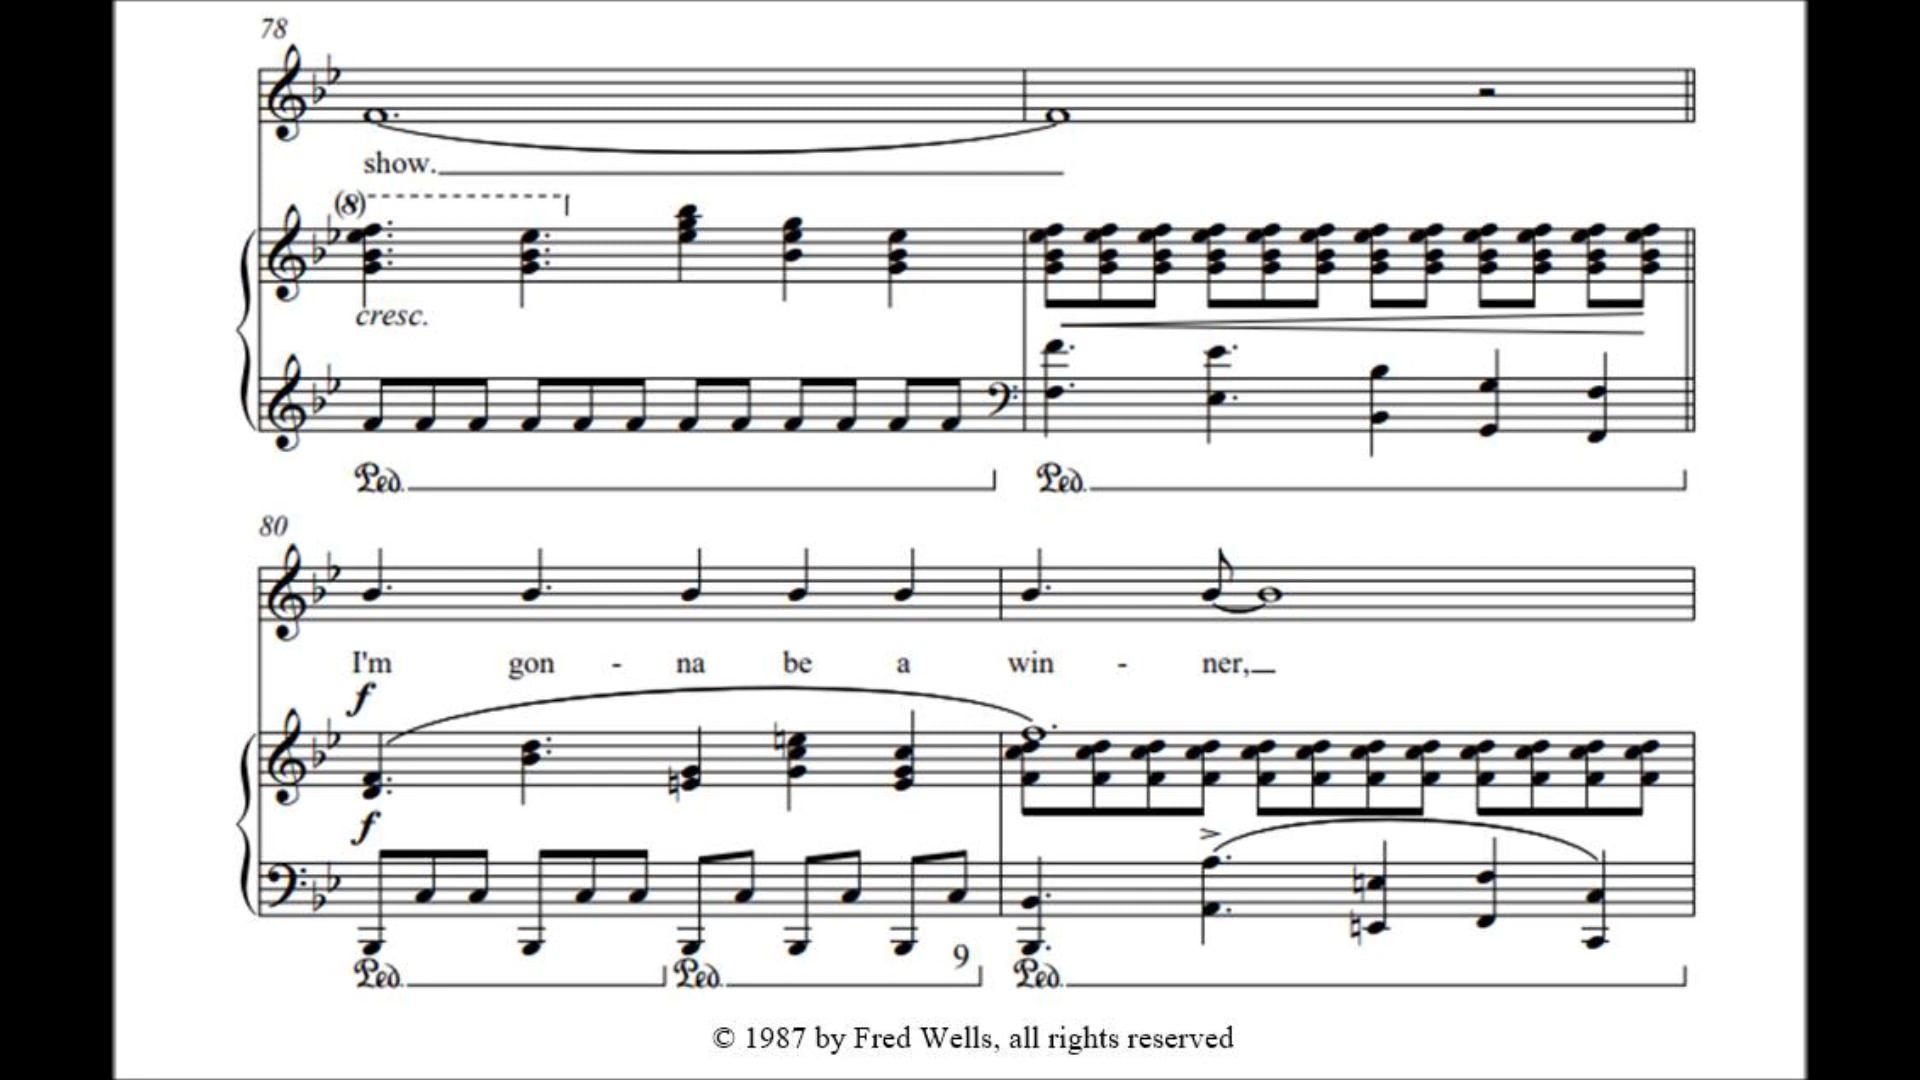 78
show.
(8)
cresc.
Ped. Ped.
80
I'm gon - na be a win - ner,
f
f
9
Ped. Ped. Ped.
© 1987 by Fred Wells, all rights reserved